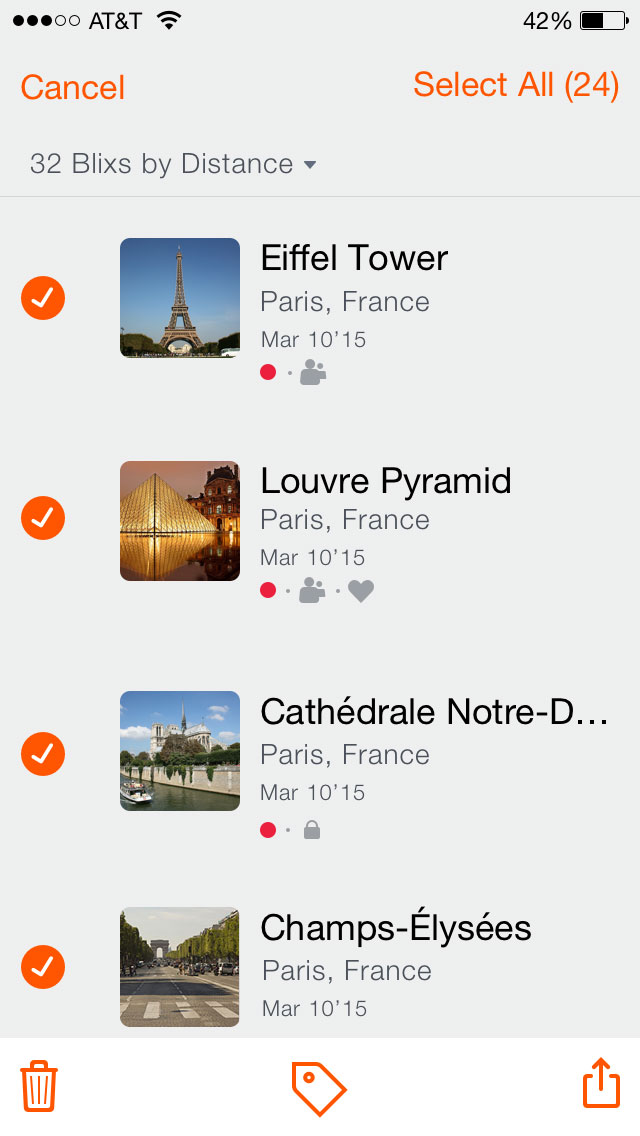 AT&T 42%
Cancel Select All (24)
32 Blixs by Distance
Eiffel Tower
Paris, France
Mar 10’15
Louvre Pyramid
Paris, France
Mar 10’15
Cathédrale Notre-D...
Paris, France
Mar 10’15
Champs-Élysées
Paris, France
Mar 10’15